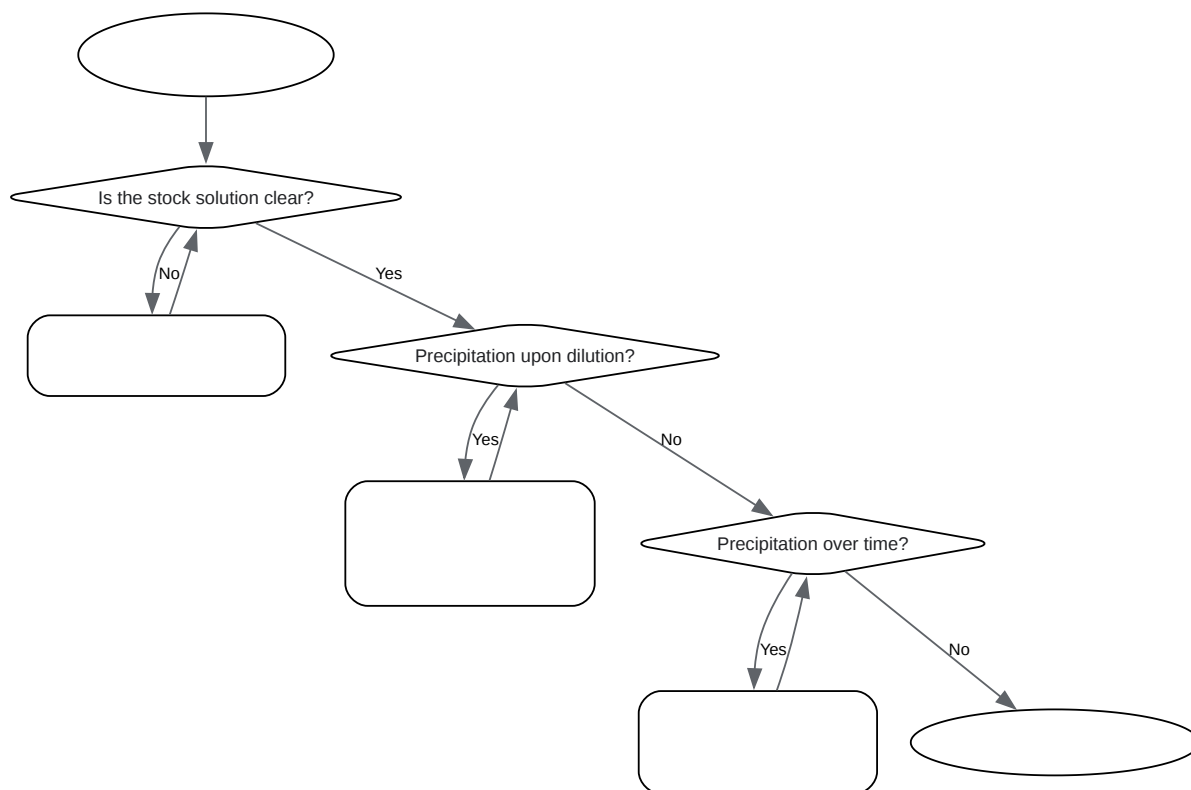 Is the stock solution clear?
No
Yes
Precipitation upon dilution?
Yes
No
Precipitation over time?
Yes
No